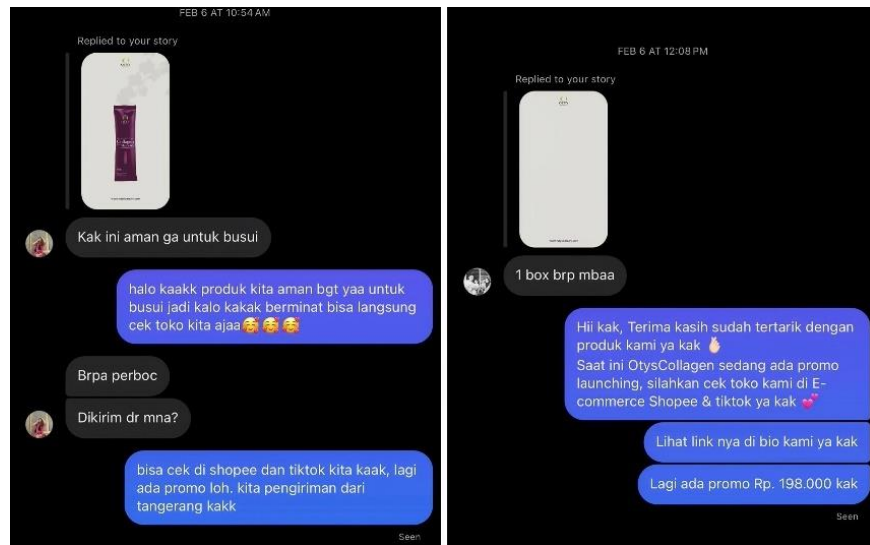 FEB 6 AT 10:54 AM
Replied to your story
Collagen
Kak ini aman ga untuk busui
halo kaakk produk kita aman bgt yaa untuk
busui jadi kalo kakak berminat bisa langsung
cek toko kita ajaa🥰🥰🥰
Brpa perboc
Dikirim dr mna?
bisa cek di shopee dan tiktok kita kaak, lagi
ada promo loh. kita pengiriman dari
tangerang kakk
Seen
FEB 6 AT 12:08 PM
Replied to your story
1 box brp mbaa
Hii kak, Terima kasih sudah tertarik dengan
produk kami ya kak 🫰🏻
Saat ini OtysCollagen sedang ada promo
launching, silahkan cek toko kami di E-
commerce Shopee & tiktok ya kak 💕
Lihat link nya di bio kami ya kak
Lagi ada promo Rp. 198.000 kak
Seen